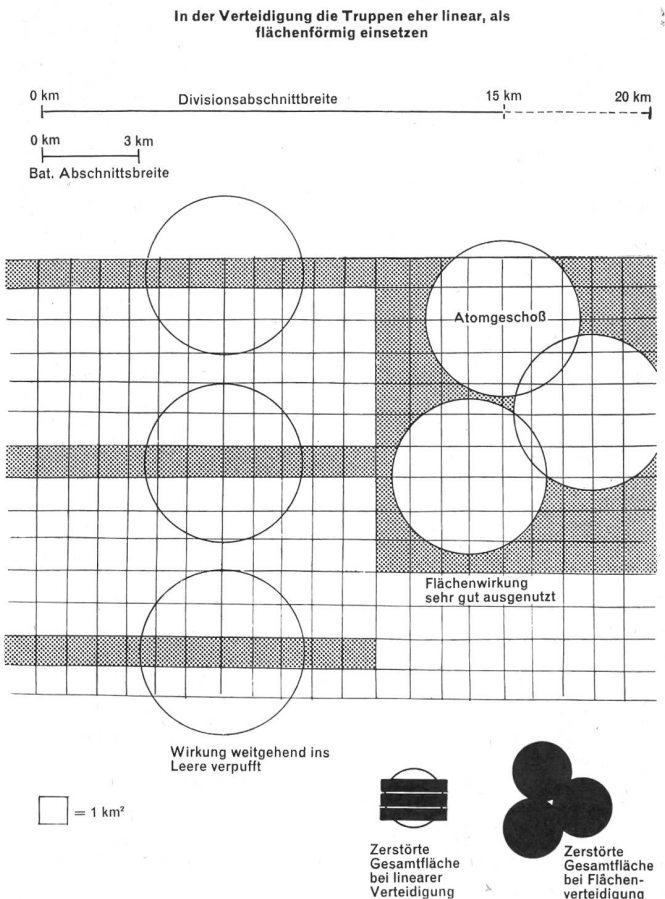 In der Verteidigung die Truppen eher linear, als
flächenförmig einsetzen
0 km
Divisionsabschnittbreite
15 km
20 km
0 km
3 km
Bat. Abschnittsbreite
Atomgeschoß
Flächenwirkung
sehr gut ausgenutzt
Wirkung weitgehend ins
Leere verpufft
= 1 km²
Zerstörte
Gesamtfläche
bei linearer
Verteidigung
Zerstörte
Gesamtfläche
bei Flächen-
verteidigung